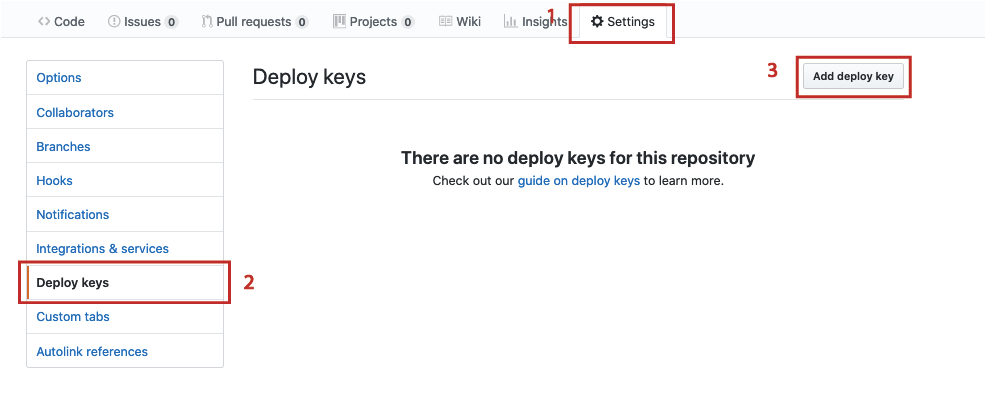 Code Issues 0 Pull requests 0 Projects 0 Wiki Insights 1 Settings
Options
Collaborators
Branches
Hooks
Notifications
Integrations & services
Deploy keys 2
Custom tabs
Autolink references
Deploy keys
3 Add deploy key
There are no deploy keys for this repository
Check out our guide on deploy keys to learn more.